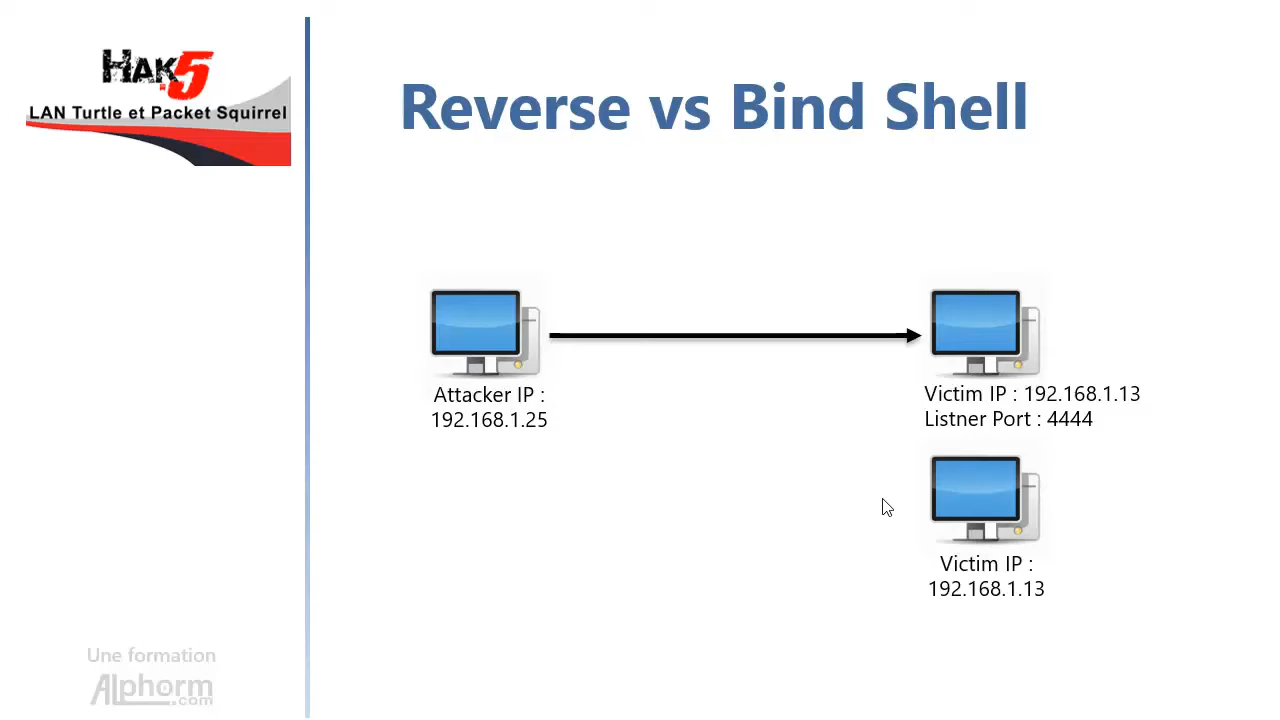 HAK5
LAN Turtle et Packet Squirrel
Reverse vs Bind Shell
Attacker IP :
192.168.1.25
Victim IP : 192.168.1.13
Listner Port : 4444
Victim IP :
192.168.1.13
Une formation
Alphorm
.com